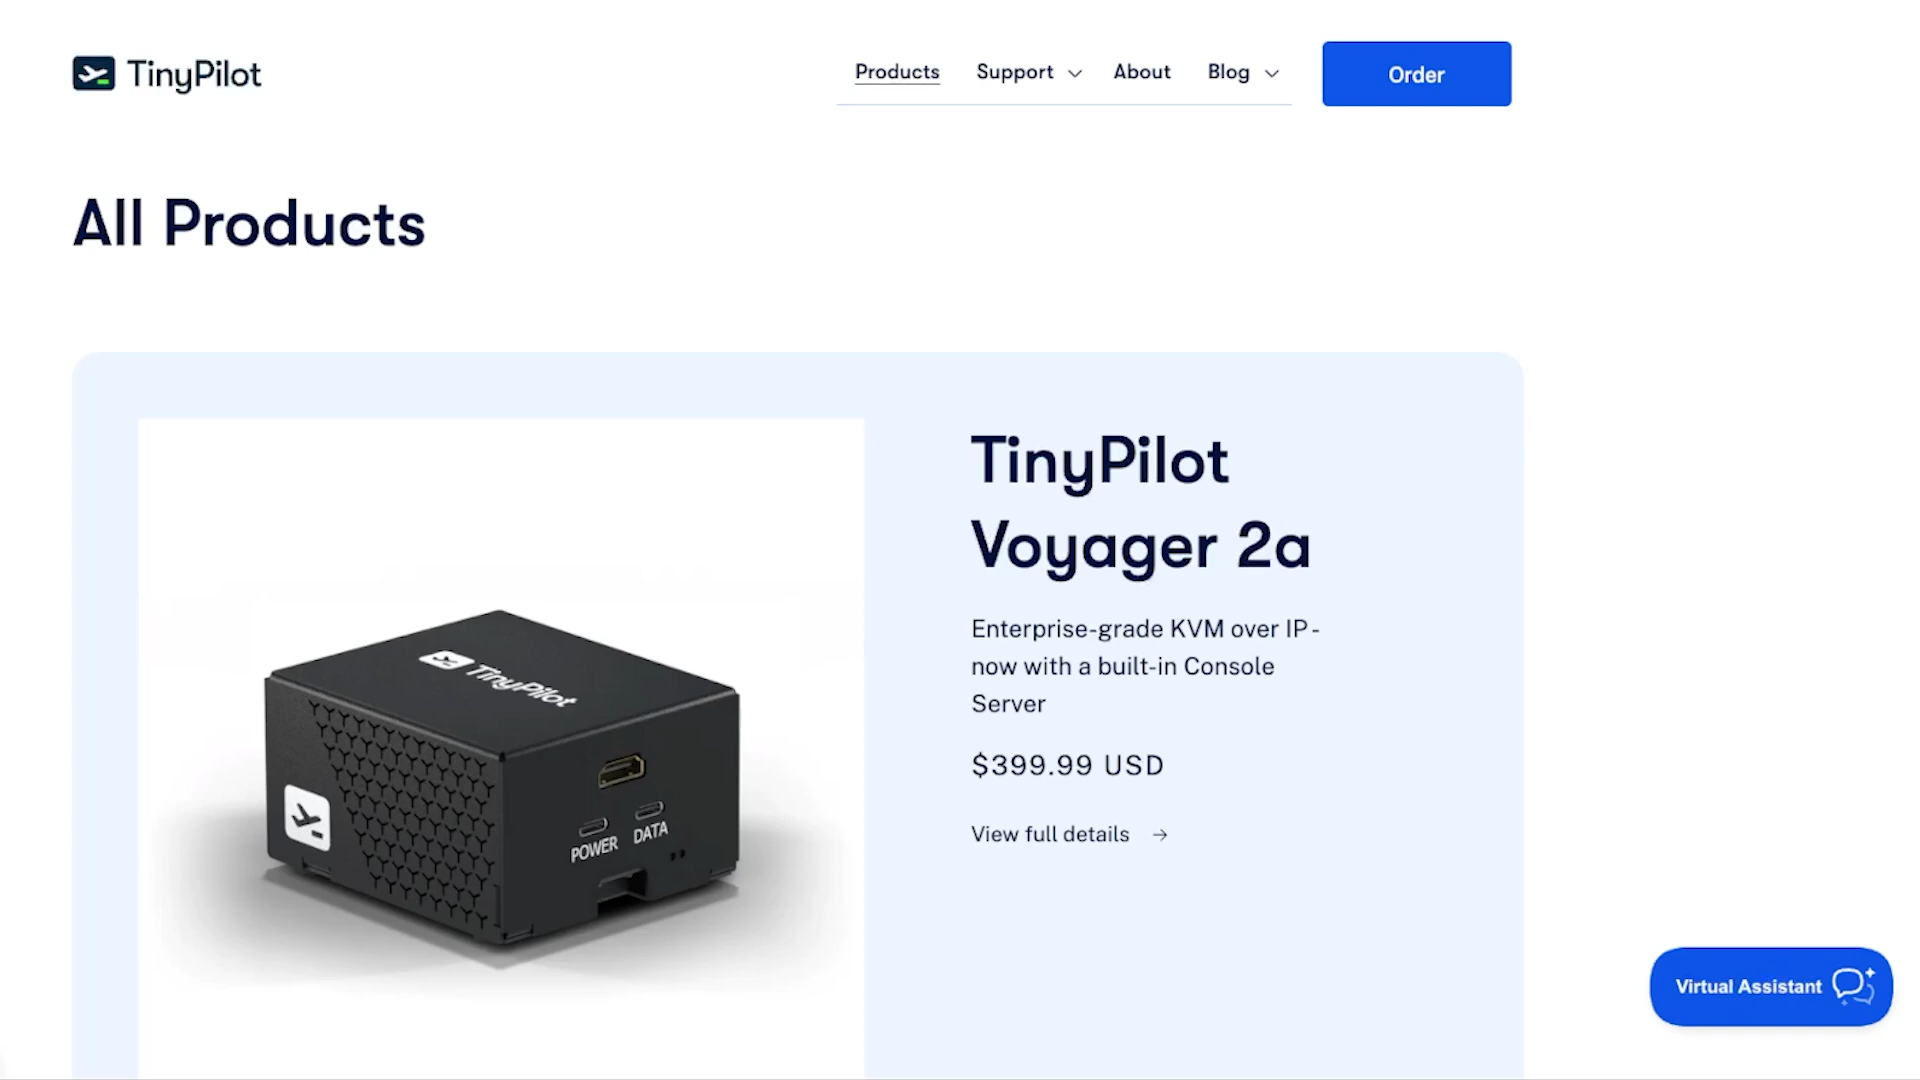 TinyPilot
Products Support About Blog Order
All Products
TinyPilot
Voyager 2a
Enterprise-grade KVM over IP -
now with a built-in Console
Server
$399.99 USD
View full details →
TinyPilot
POWER DATA
Virtual Assistant